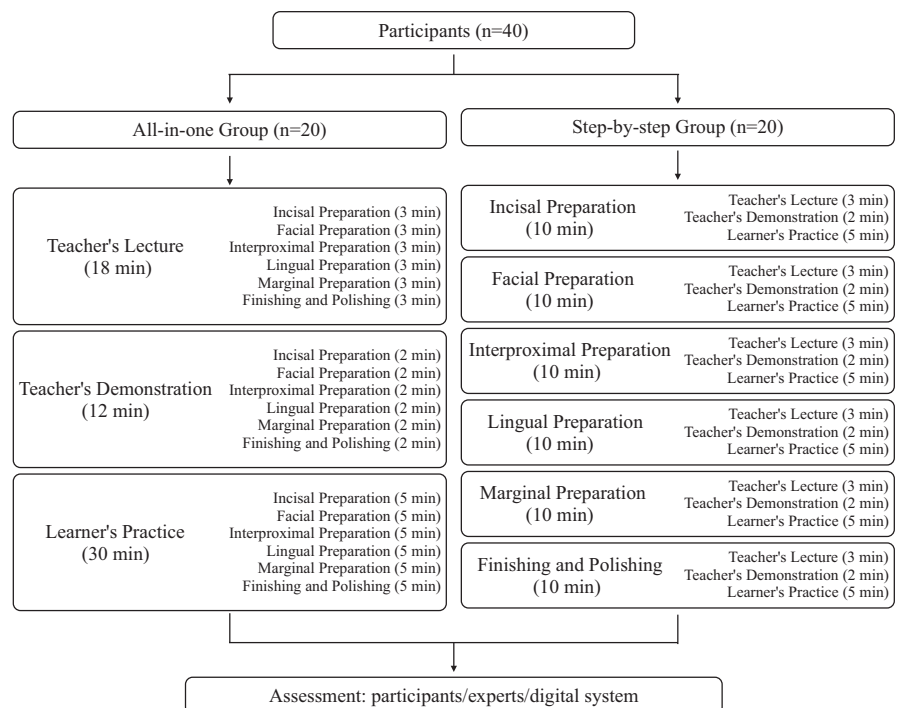 Participants (n=40)
All-in-one Group (n=20)
Step-by-step Group (n=20)
Teacher's Lecture
(18 min)
Incisal Preparation (3 min)
Facial Preparation (3 min)
Interproximal Preparation (3 min)
Lingual Preparation (3 min)
Marginal Preparation (3 min)
Finishing and Polishing (3 min)
Teacher's Demonstration
(12 min)
Incisal Preparation (2 min)
Facial Preparation (2 min)
Interproximal Preparation (2 min)
Lingual Preparation (2 min)
Marginal Preparation (2 min)
Finishing and Polishing (2 min)
Learner's Practice
(30 min)
Incisal Preparation (5 min)
Facial Preparation (5 min)
Interproximal Preparation (5 min)
Lingual Preparation (5 min)
Marginal Preparation (5 min)
Finishing and Polishing (5 min)
Incisal Preparation
(10 min)
Teacher's Lecture (3 min)
Teacher's Demonstration (2 min)
Learner's Practice (5 min)
Facial Preparation
(10 min)
Teacher's Lecture (3 min)
Teacher's Demonstration (2 min)
Learner's Practice (5 min)
Interproximal Preparation
(10 min)
Teacher's Lecture (3 min)
Teacher's Demonstration (2 min)
Learner's Practice (5 min)
Lingual Preparation
(10 min)
Teacher's Lecture (3 min)
Teacher's Demonstration (2 min)
Learner's Practice (5 min)
Marginal Preparation
(10 min)
Teacher's Lecture (3 min)
Teacher's Demonstration (2 min)
Learner's Practice (5 min)
Finishing and Polishing
(10 min)
Teacher's Lecture (3 min)
Teacher's Demonstration (2 min)
Learner's Practice (5 min)
Assessment: participants/experts/digital system